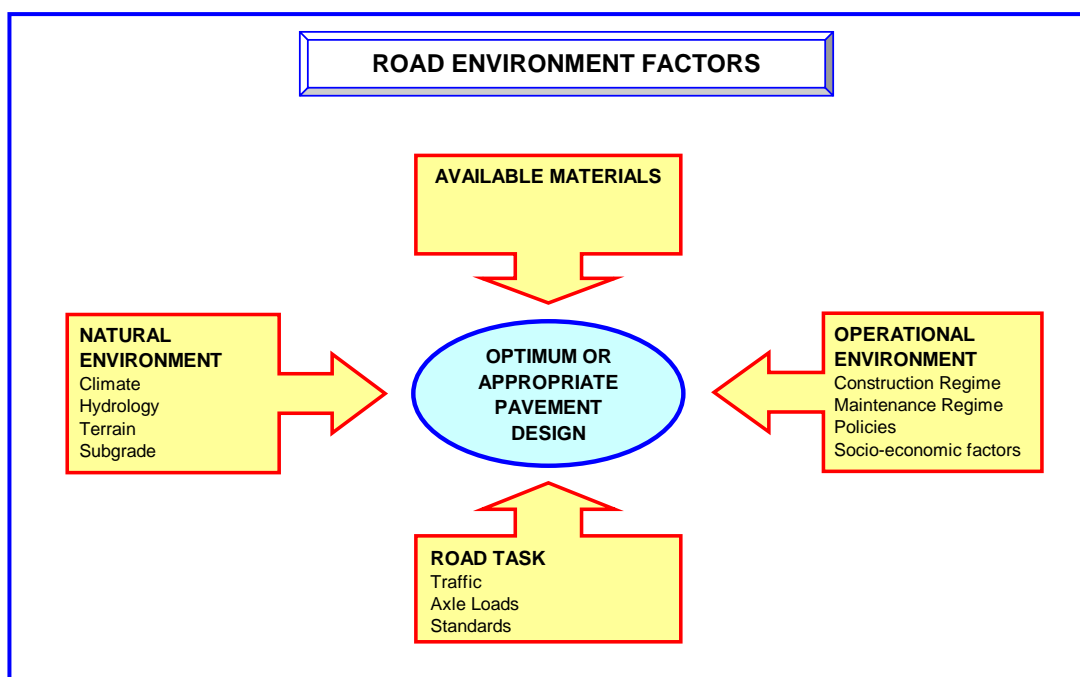 ROAD ENVIRONMENT FACTORS
AVAILABLE MATERIALS
NATURAL
ENVIRONMENT
Climate
Hydrology
Terrain
Subgrade
OPTIMUM OR
APPROPRIATE
PAVEMENT
DESIGN
OPERATIONAL
ENVIRONMENT
Construction Regime
Maintenance Regime
Policies
Socio-economic factors
ROAD TASK
Traffic
Axle Loads
Standards